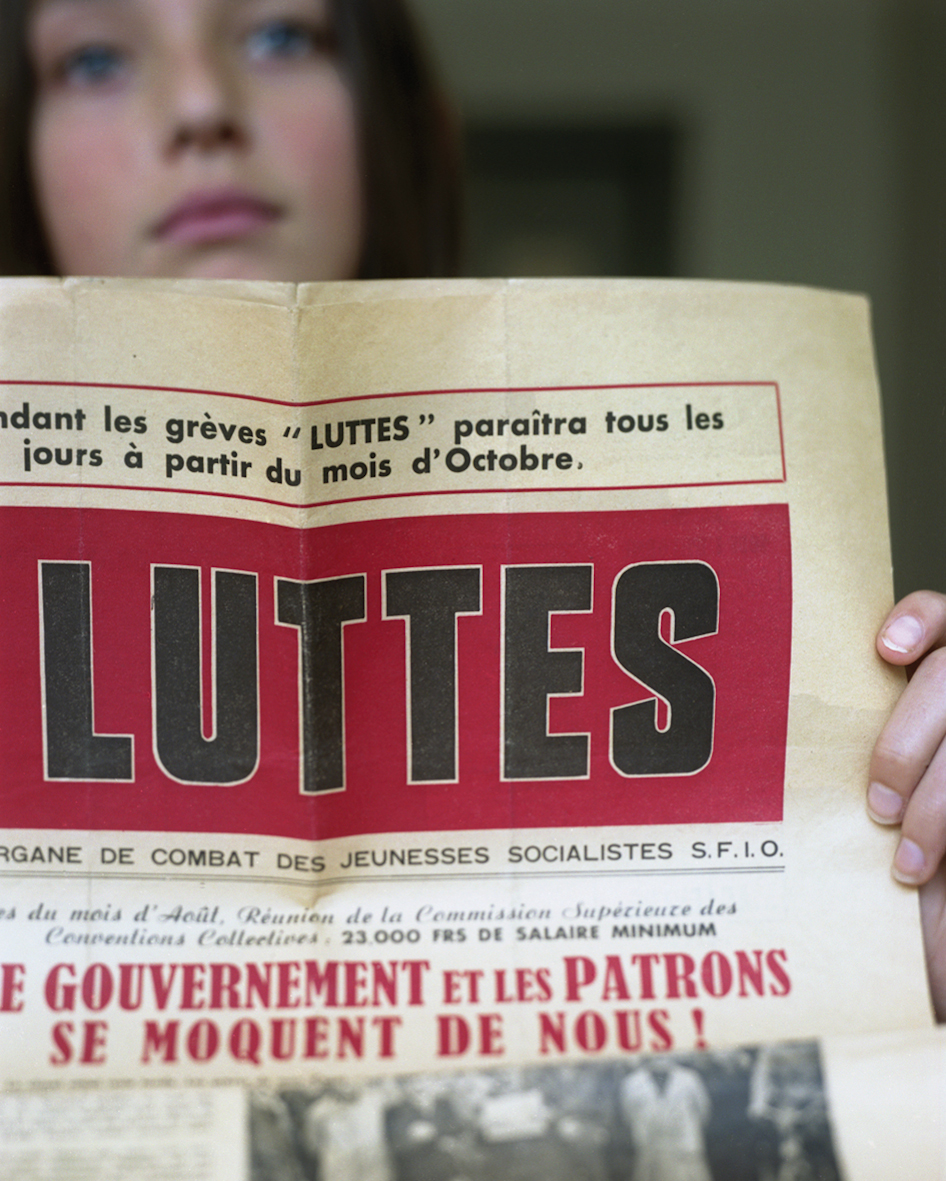 ndant les grèves “LUTTES” paraîtra tous les
jours à partir du mois d'Octobre.
LUTTES
RGANE DE COMBAT DES JEUNESSES SOCIALISTES S.F.I.O.
es du mois d'Août, Réunion de la Commission Supérieure des
Conventions Collectives. 23.000 FRS DE SALAIRE MINIMUM
E GOUVERNEMENT ET LES PATRONS
SE MOQUENT DE NOUS !